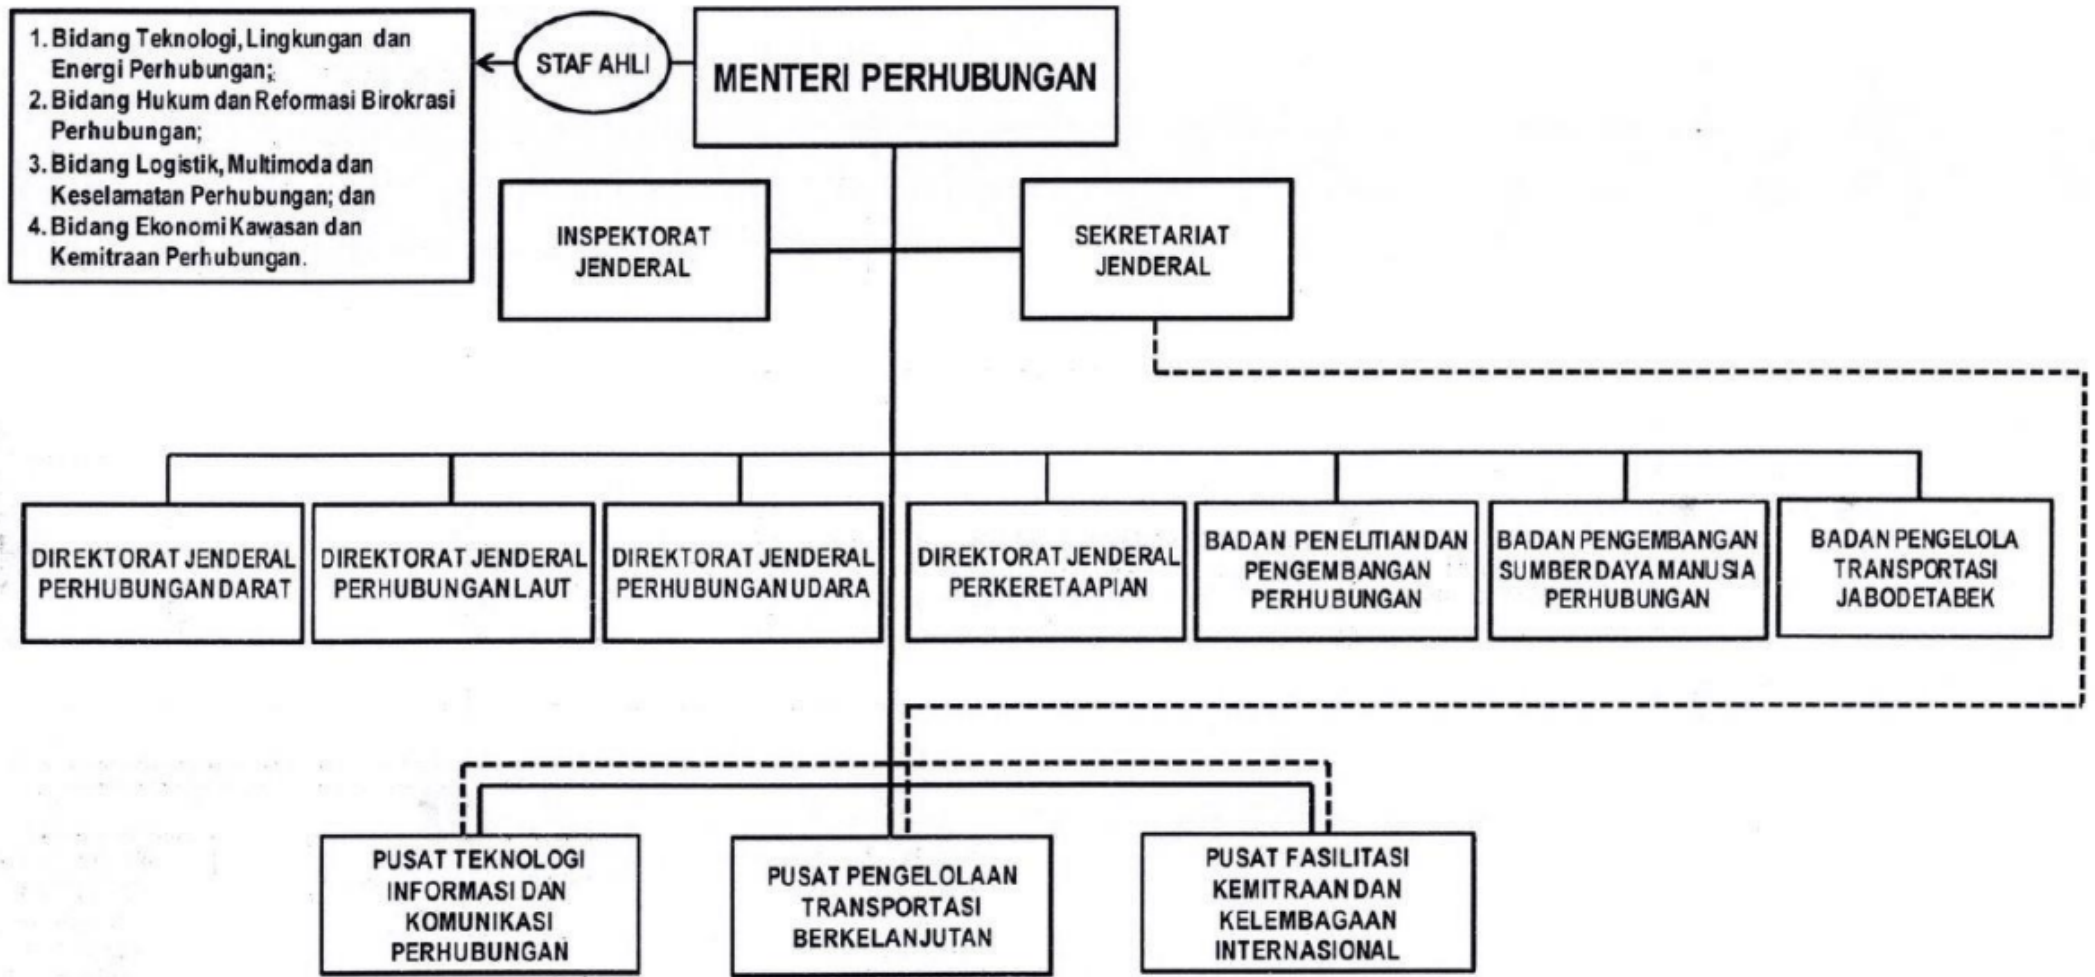 1. Bidang Teknologi, Lingkungan dan
Energi Perhubungan;
2. Bidang Hukum dan Reformasi Birokrasi
Perhubungan;
3. Bidang Logistik, Multimoda dan
Keselamatan Perhubungan; dan
4. Bidang Ekonomi Kawasan dan
Kemitraan Perhubungan.
STAF AHLI
MENTERI PERHUBUNGAN
INSPEKTORAT
JENDERAL
SEKRETARIAT
JENDERAL
DIREKTORAT JENDERAL
PERHUBUNGAN DARAT
DIREKTORAT JENDERAL
PERHUBUNGAN LAUT
DIREKTORAT JENDERAL
PERHUBUNGAN UDARA
DIREKTORAT JENDERAL
PERKERETAAPIAN
BADAN PENELITIAN DAN
PENGEMBANGAN
PERHUBUNGAN
BADAN PENGEMBANGAN
SUMBER DAYA MANUSIA
PERHUBUNGAN
BADAN PENGELOLA
TRANSPORTASI
JABODETABEK
PUSAT TEKNOLOGI
INFORMASI DAN
KOMUNIKASI
PERHUBUNGAN
PUSAT PENGELOLAAN
TRANSPORTASI
BERKELANJUTAN
PUSAT FASILITASI
KEMITRAAN DAN
KELEMBAGAAN
INTERNASIONAL